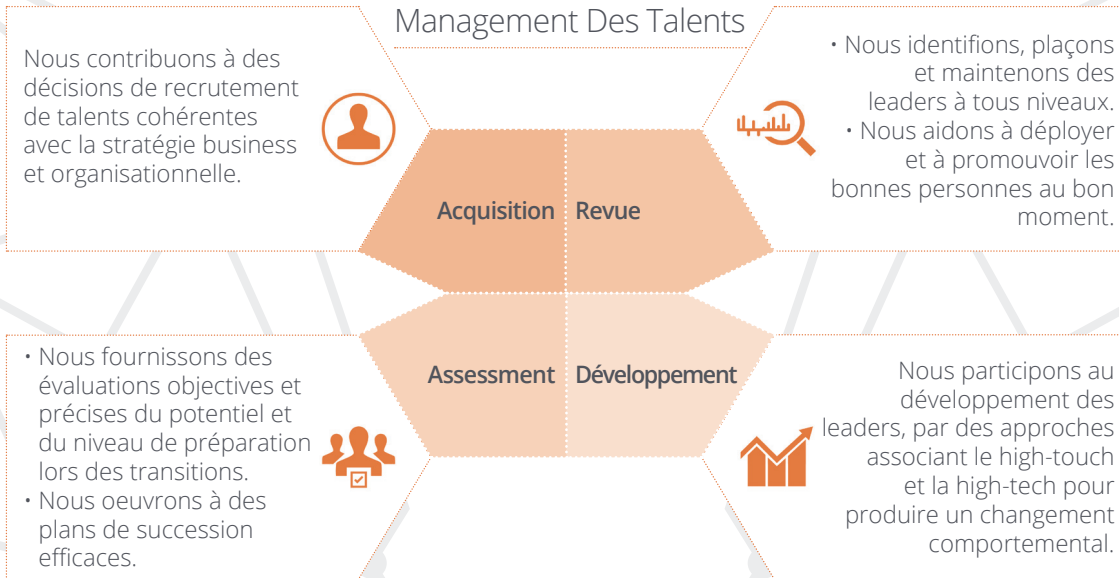 Management Des Talents
Nous contribuons à des
décisions de recrutement
de talents cohérentes
avec la stratégie business
et organisationnelle.
• Nous identifions, plaçons
et maintenons des
leaders à tous niveaux.
• Nous aidons à déployer
et à promouvoir les
bonnes personnes au bon
moment.
Acquisition
Revue
Assessment
Développement
• Nous fournissons des
évaluations objectives et
précises du potentiel et
du niveau de préparation
lors des transitions.
• Nous oeuvrons à des
plans de succession
efficaces.
Nous participons au
développement des
leaders, par des approches
associant le high-touch
et la high-tech pour
produire un changement
comportemental.